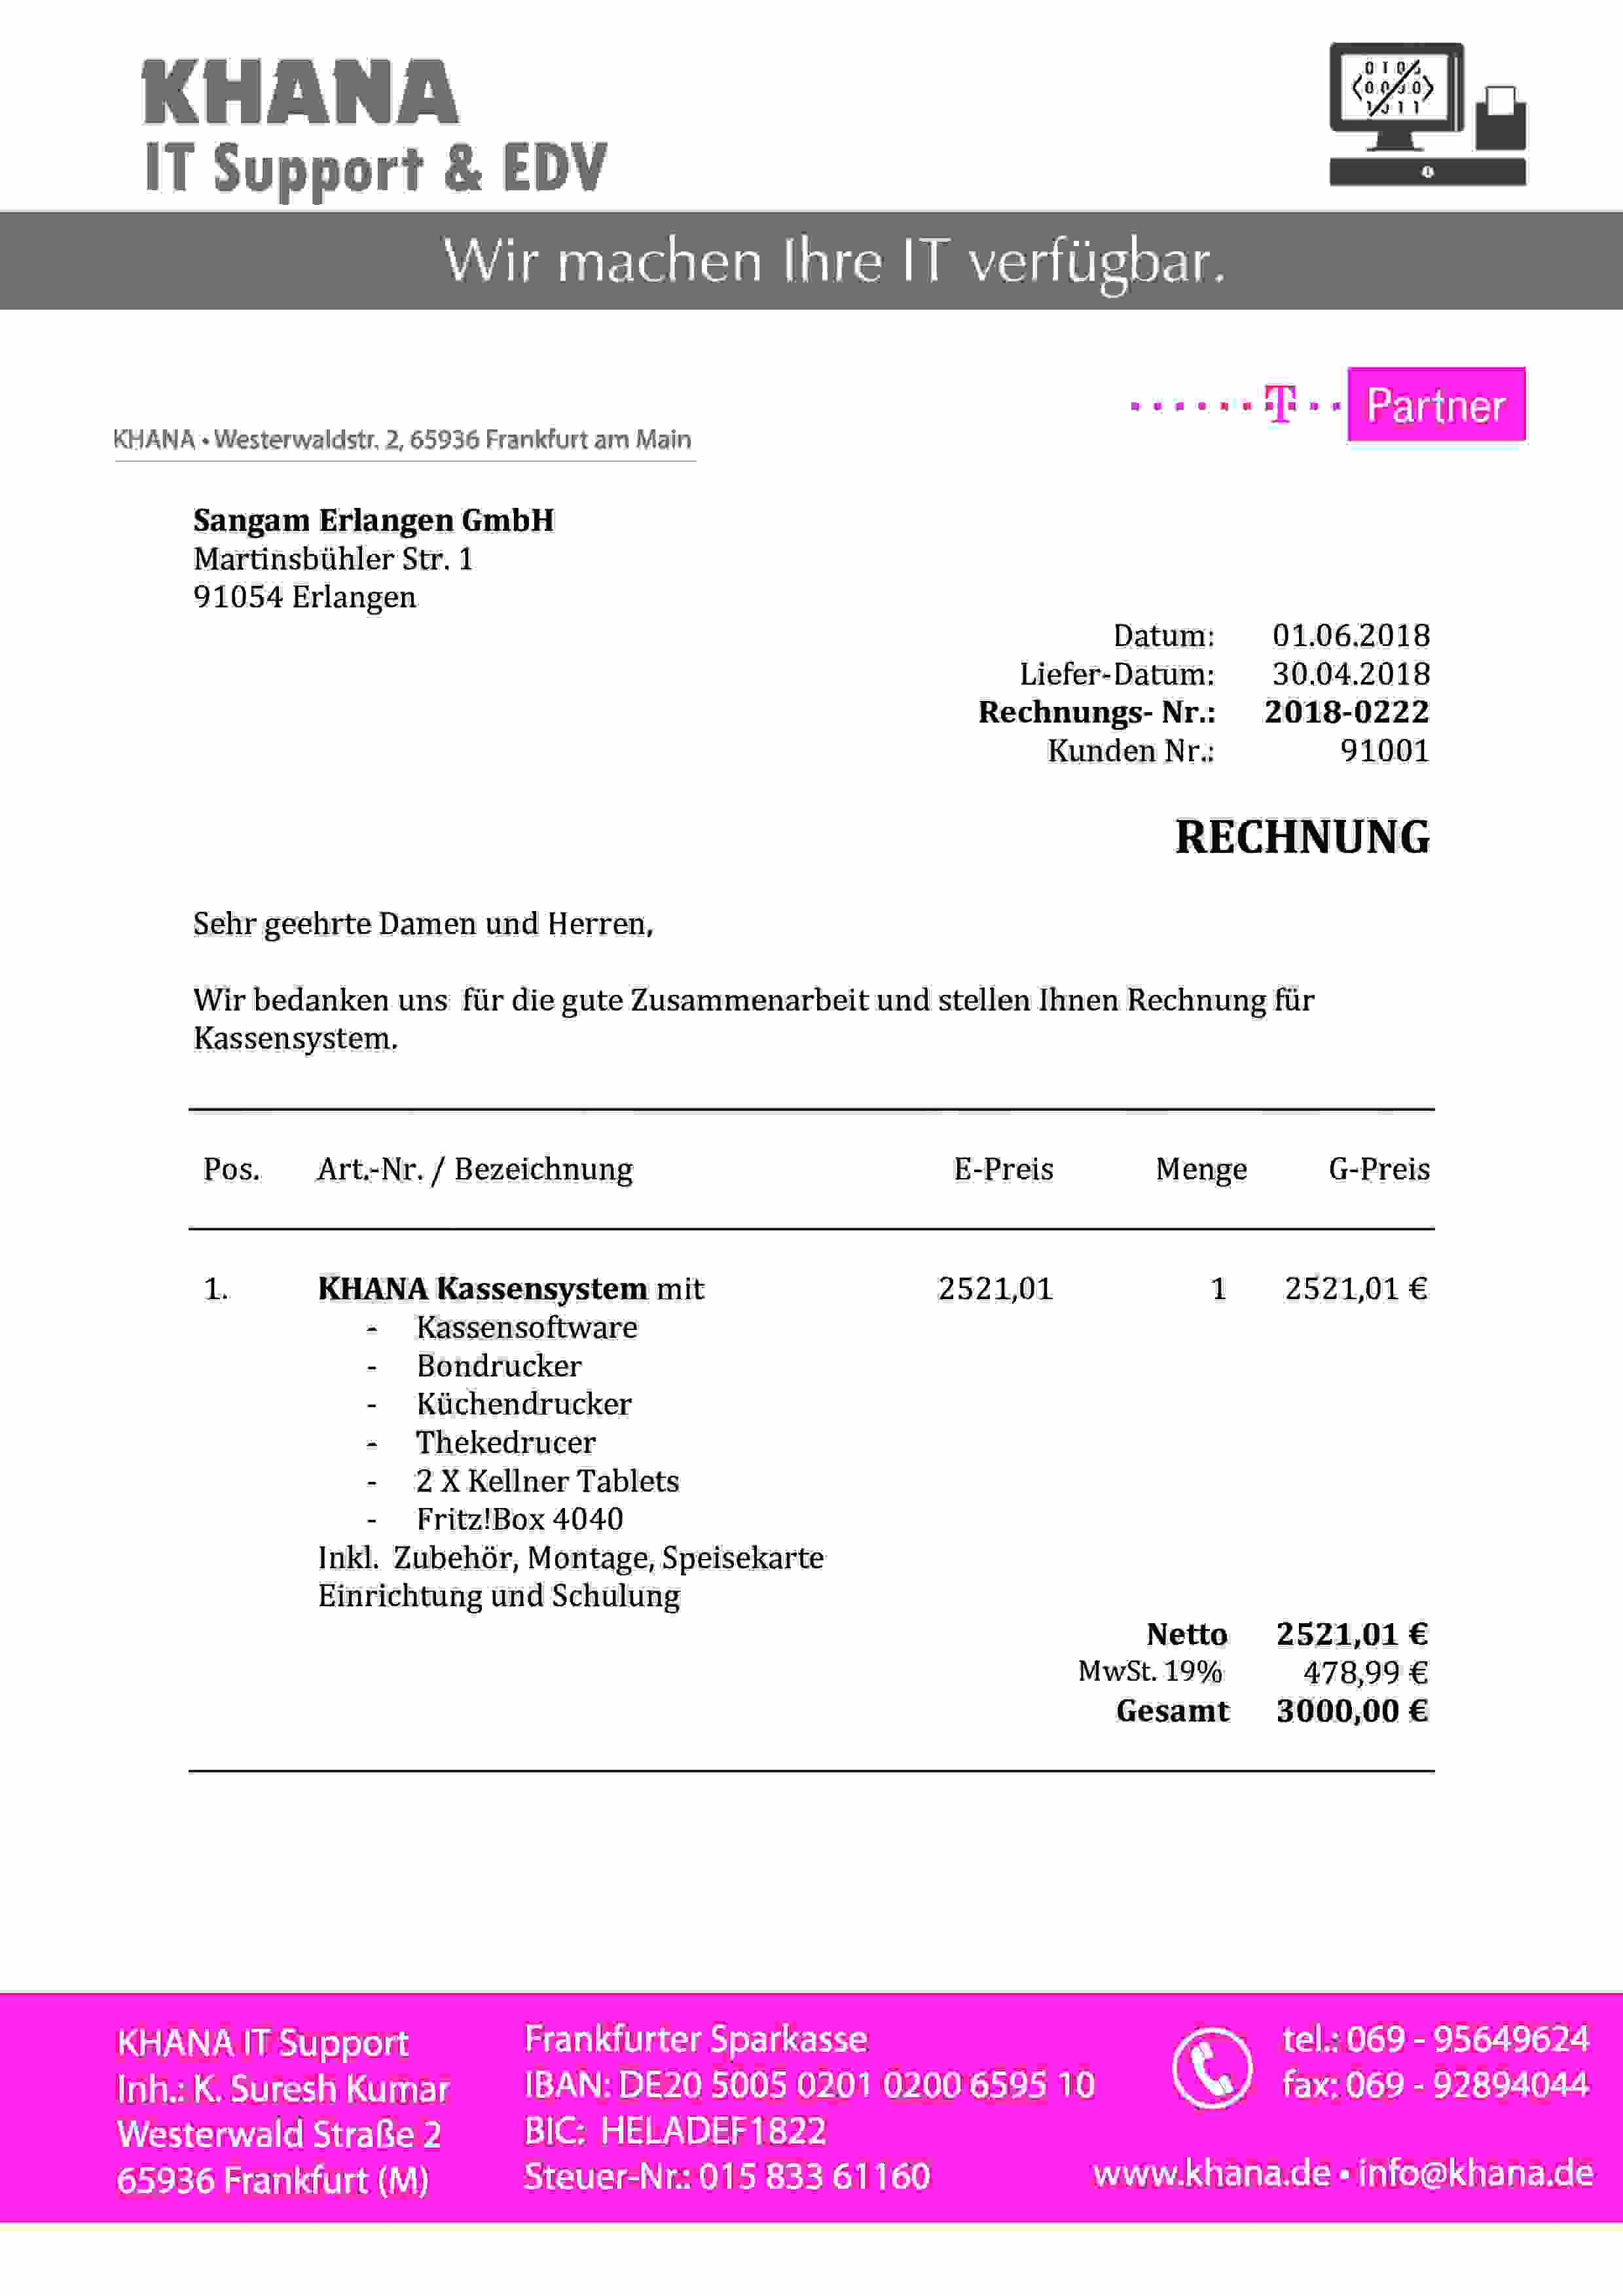 KHANA
IT Support & EDV
Wir machen Ihre IT verfügbar.
T Partner
KHANA • Westerwaldstr. 2, 65936 Frankfurt am Main
Sangam Erlangen GmbH
Martinsbühler Str. 1
91054 Erlangen
Datum: 01.06.2018
Liefer-Datum: 30.04.2018
Rechnungs- Nr.: 2018-0222
Kunden Nr.: 91001
RECHNUNG
Sehr geehrte Damen und Herren,
Wir bedanken uns für die gute Zusammenarbeit und stellen Ihnen Rechnung für
Kassensystem.
Pos. Art.-Nr. / Bezeichnung E-Preis Menge G-Preis
1. KHANA Kassensystem mit 2521,01 1 2521,01 €
- Kassensoftware
- Bondrucker
- Küchendrucker
- Thekedrucer
- 2 X Kellner Tablets
- Fritz!Box 4040
Inkl. Zubehör, Montage, Speisekarte
Einrichtung und Schulung
Netto 2521,01 €
MwSt. 19% 478,99 €
Gesamt 3000,00 €
KHANA IT Support
Inh.: K. Suresh Kumar
Westerwald Straße 2
65936 Frankfurt (M)
Frankfurter Sparkasse
IBAN: DE20 5005 0201 0200 6595 10
BIC: HELADEF1822
Steuer-Nr.: 015 833 61160
tel.: 069 - 95649624
fax: 069 - 92894044
www.khana.de • info@khana.de